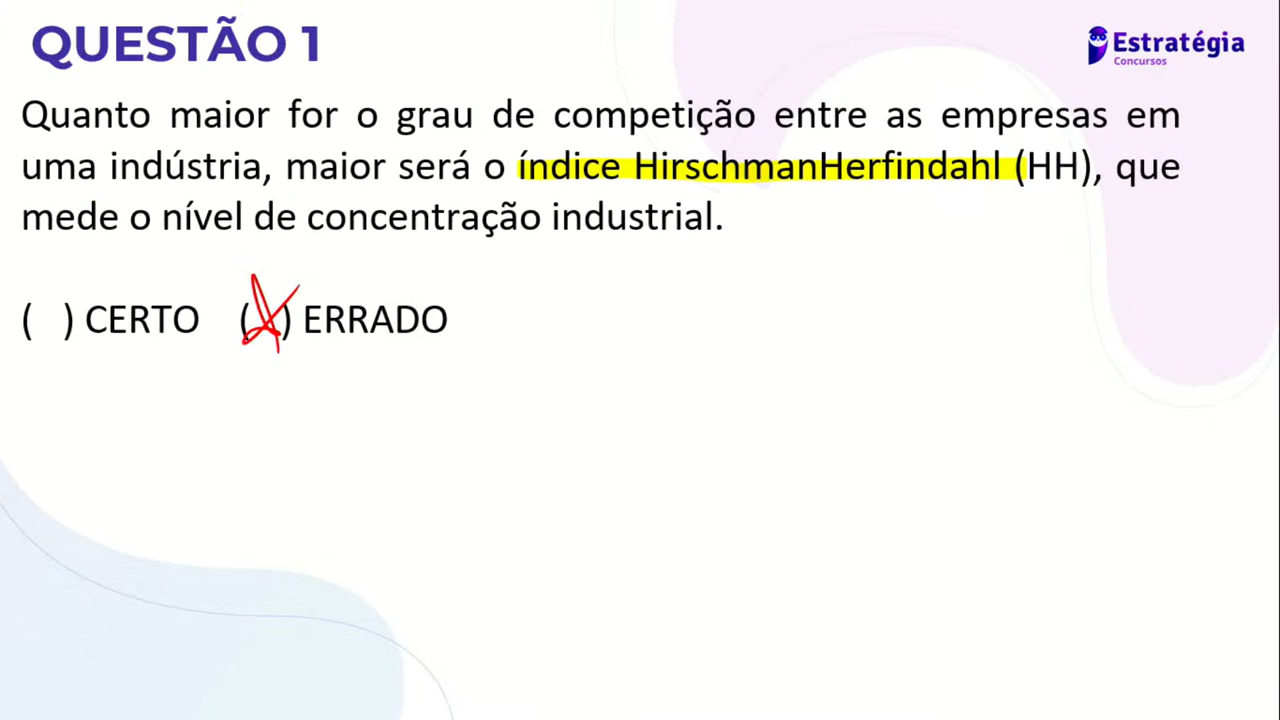 QUESTÃO 1
Estratégia
Concursos
Quanto maior for o grau de competição entre as empresas em
uma indústria, maior será o índice HirschmanHerfindahl (HH), que
mede o nível de concentração industrial.
( ) CERTO (X) ERRADO